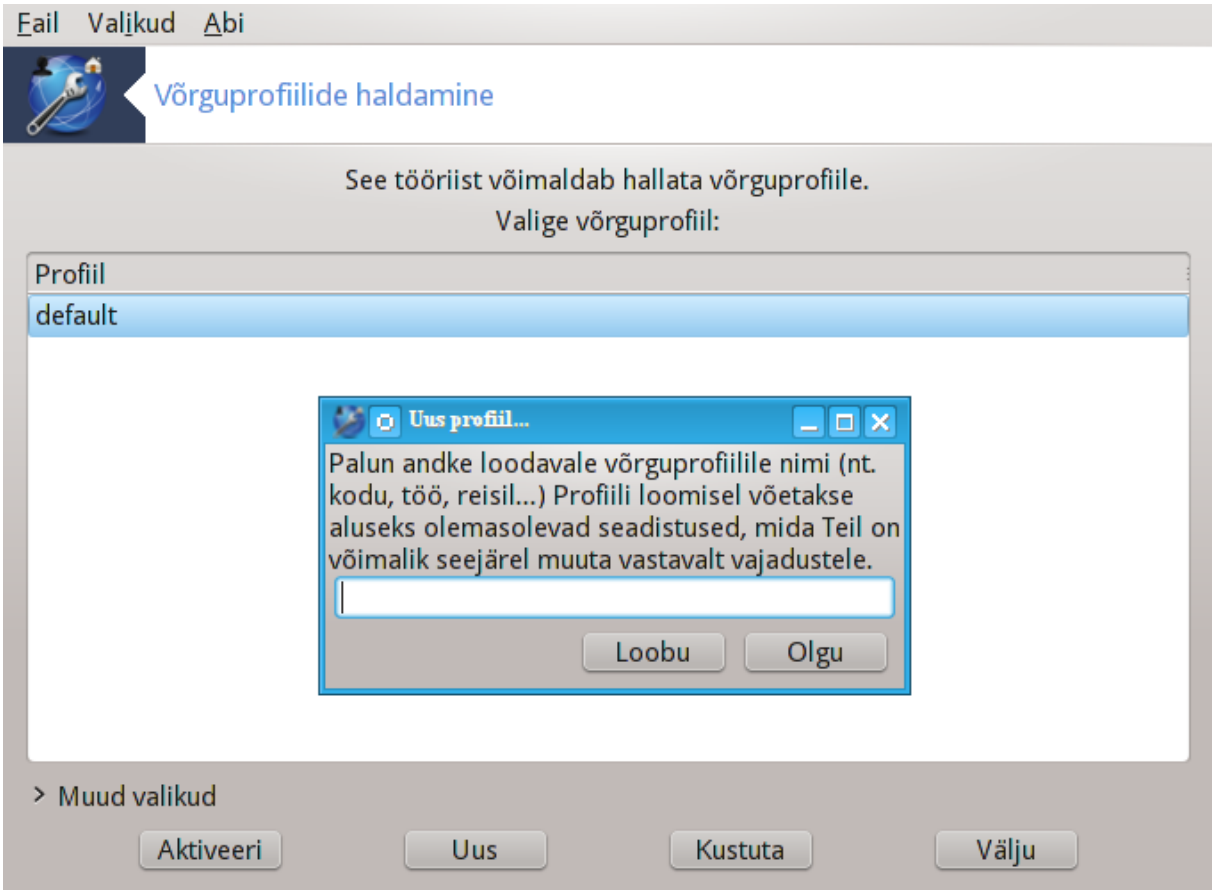 Fail Valikud Abi
Võrguprofiilide haldamine
See tööriist võimaldab hallata võrguprofiile.
Valige võrguprofiil:
Profiil
default
Uus profiil...
Palun andke loodavale võrguprofiilile nimi (nt.
kodu, töö, reisil...) Profiili loomisel võetakse
aluseks olemasolevad seadistused, mida Teil on
võimalik seejärel muuta vastavalt vajadustele.
Loobu Olgu
> Muud valikud
Aktiveeri Uus Kustuta Välju